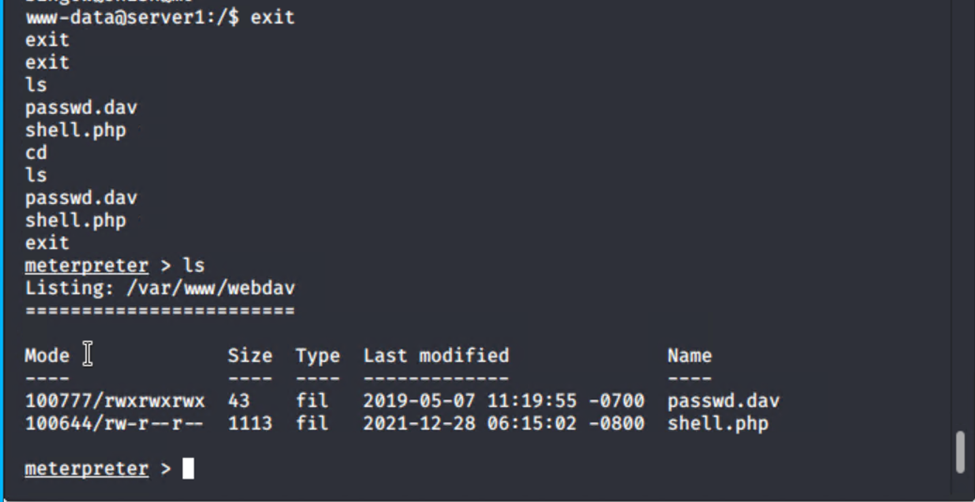 www-data@server1:/$ exit
exit
exit
ls
passwd.dav
shell.php
cd
ls
passwd.dav
shell.php
exit
meterpreter > ls
Listing: /var/www/webdav
========================
Mode Size Type Last modified Name
---- ---- ---- ------------- ----
100777/rwxrwxrwx 43 fil 2019-05-07 11:19:55 -0700 passwd.dav
100644/rw-r--r-- 1113 fil 2021-12-28 06:15:02 -0800 shell.php
meterpreter >